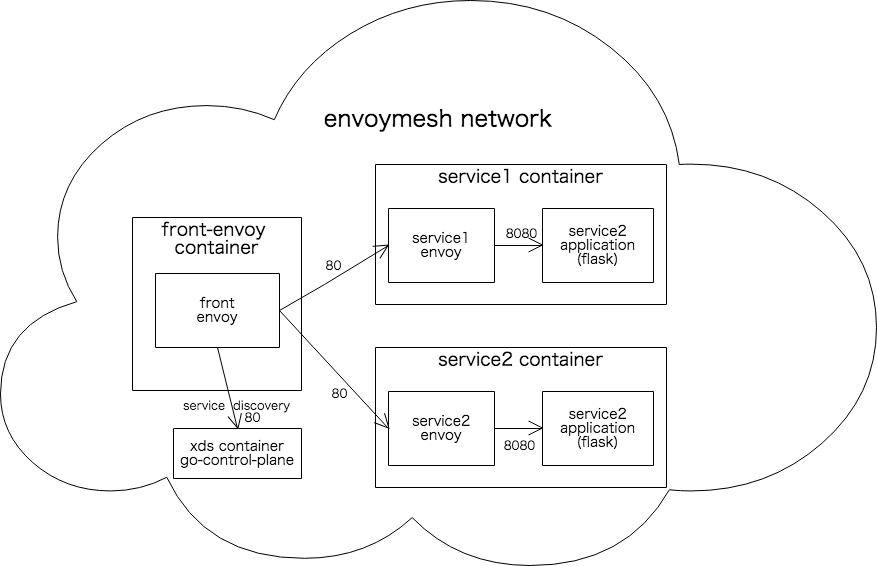 envoymesh network
service1 container
service1
envoy
8080
service2
application
(flask)
front-envoy
container
front
envoy
80
80
service discovery
80
xds container
go-control-plane
service2 container
service2
envoy
8080
service2
application
(flask)